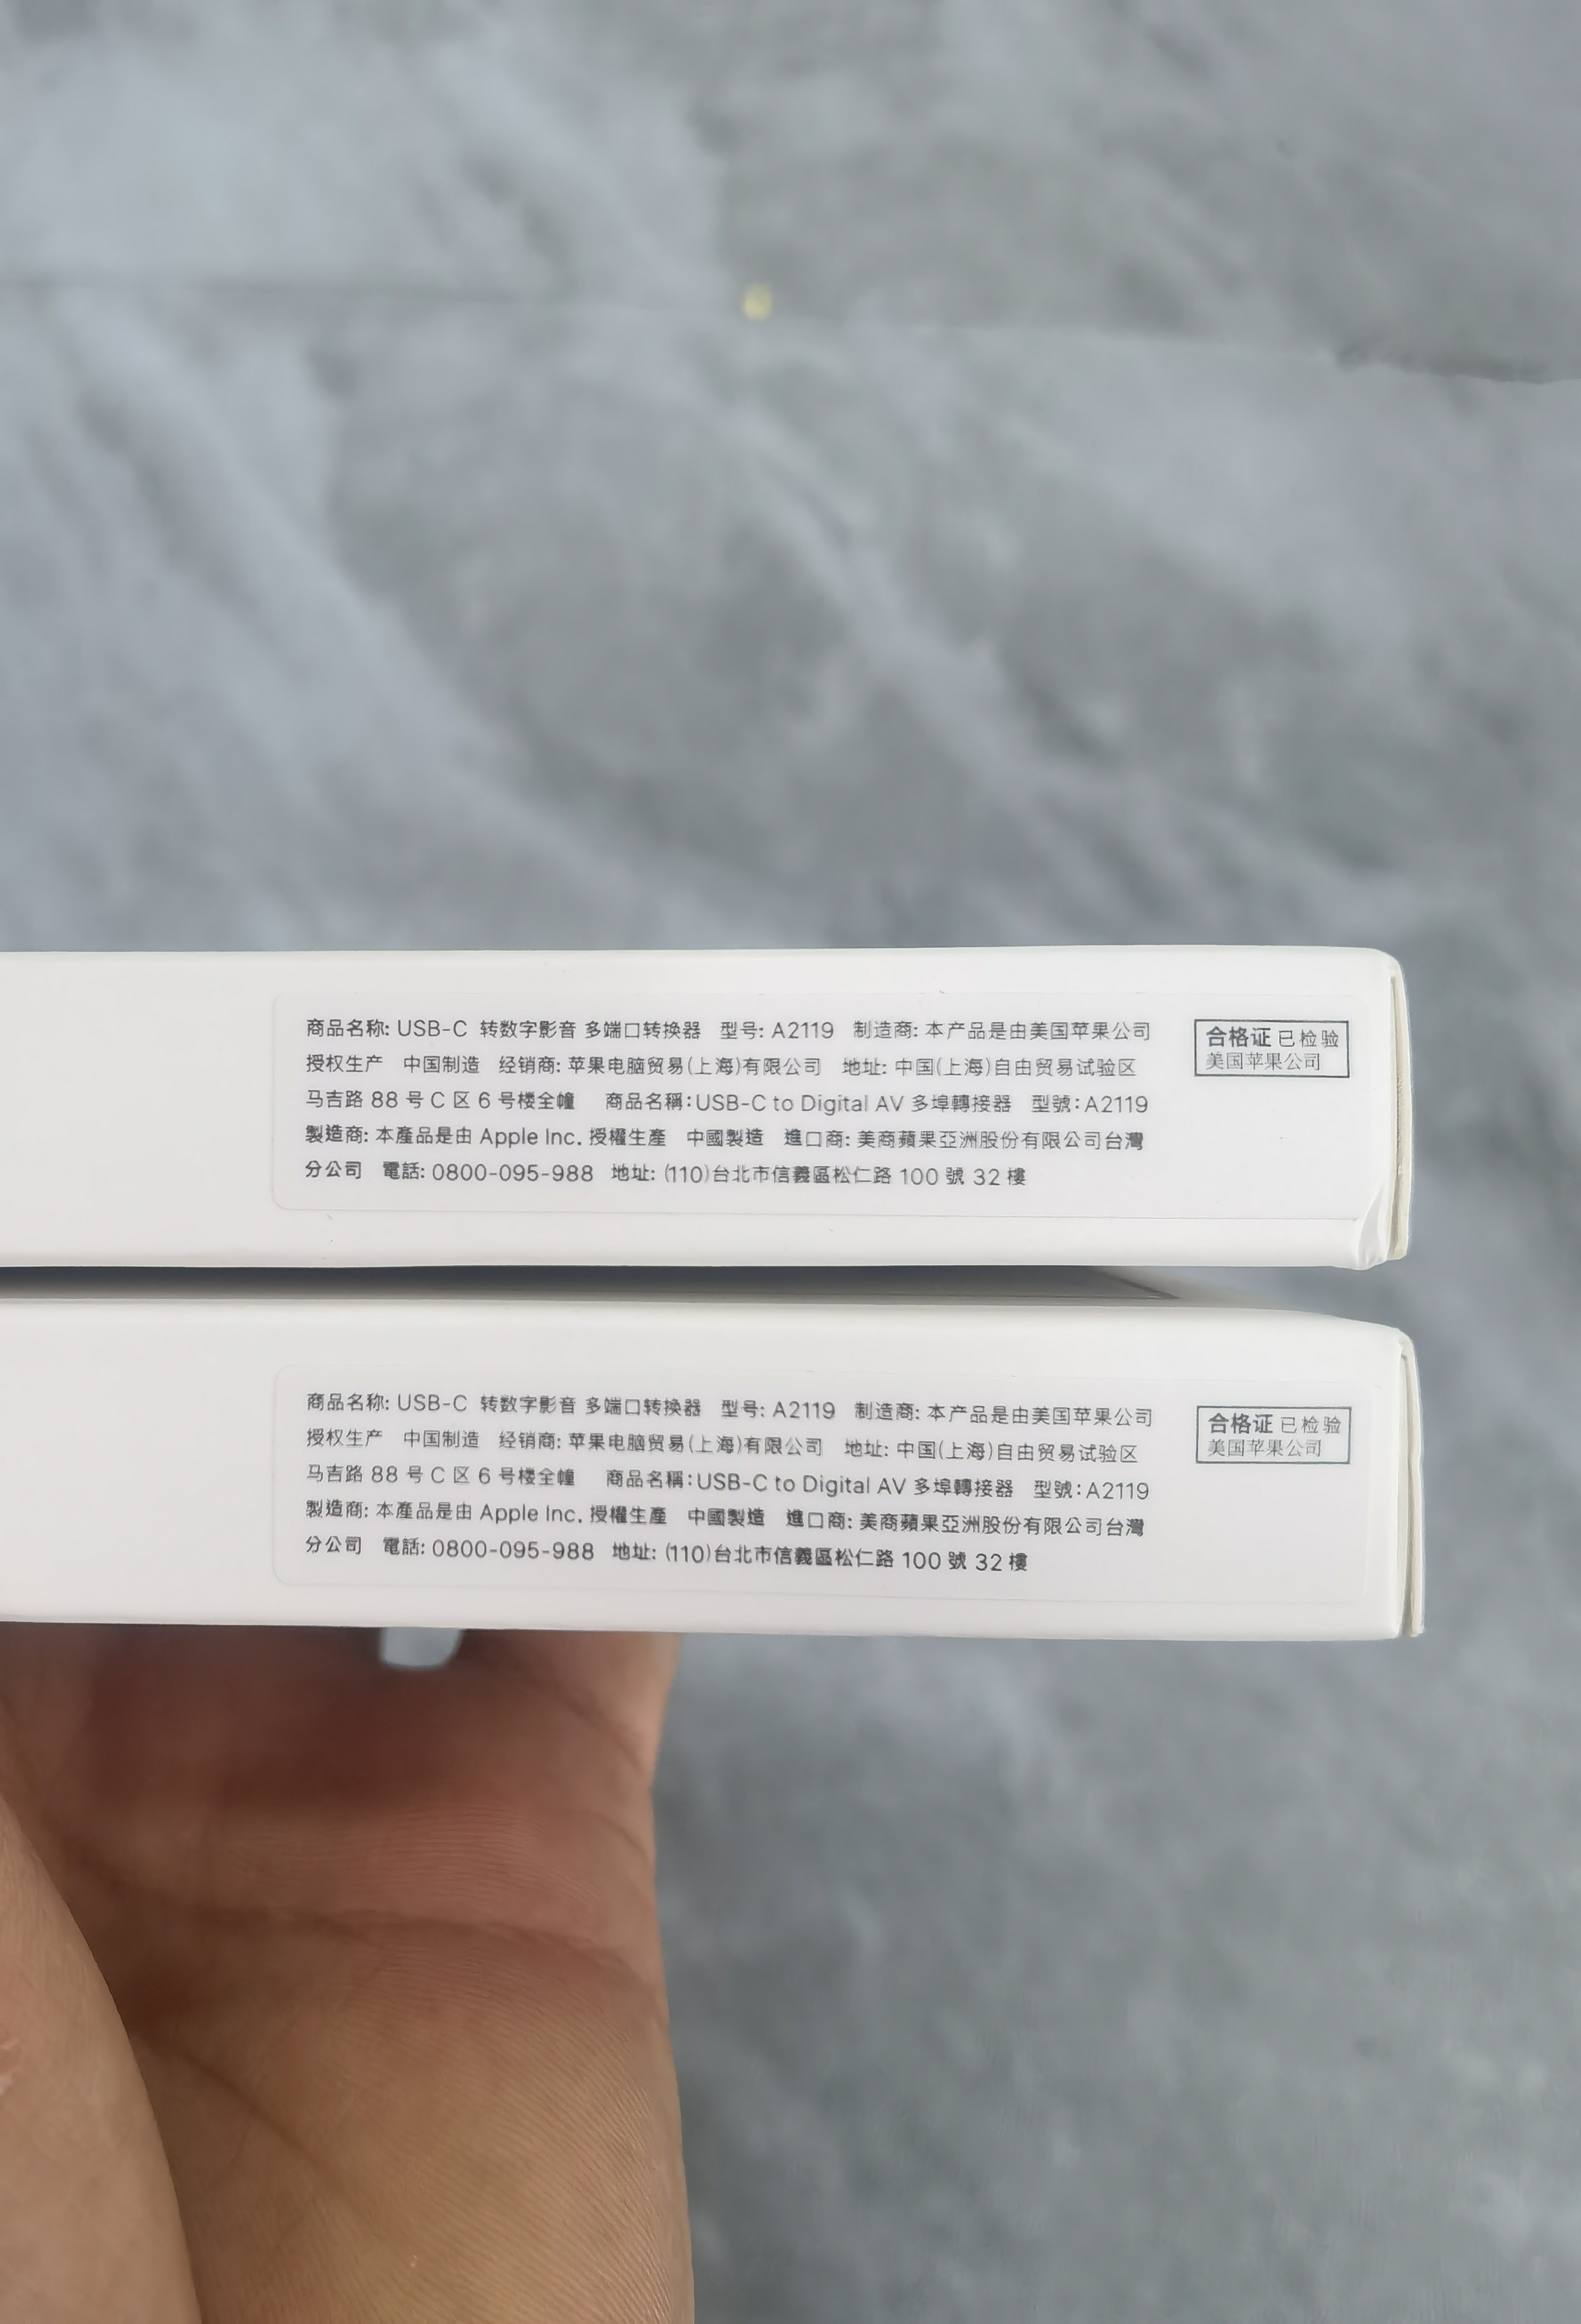 商品名称: USB-C 转数字影音 多端口转换器 型号: A2119 制造商: 本产品是由美国苹果公司
授权生产 中国制造 经销商: 苹果电脑贸易(上海)有限公司 地址: 中国(上海)自由贸易试验区
马吉路 88 号 C 区 6 号楼全幢 商品名稱: USB-C to Digital AV 多埠轉接器 型號: A2119
製造商: 本產品是由 Apple Inc. 授權生產 中國製造 進口商: 美商蘋果亞洲股份有限公司台灣
分公司 電話: 0800-095-988 地址: (110)台北市信義區松仁路 100 號 32 樓
合格证 已检验
美国苹果公司
商品名称: USB-C 转数字影音 多端口转换器 型号: A2119 制造商: 本产品是由美国苹果公司
授权生产 中国制造 经销商: 苹果电脑贸易(上海)有限公司 地址: 中国(上海)自由贸易试验区
马吉路 88 号 C 区 6 号楼全幢 商品名稱: USB-C to Digital AV 多埠轉接器 型號: A2119
製造商: 本產品是由 Apple Inc. 授權生產 中國製造 進口商: 美商蘋果亞洲股份有限公司台灣
分公司 電話: 0800-095-988 地址: (110)台北市信義區松仁路 100 號 32 樓
合格证 已检验
美国苹果公司